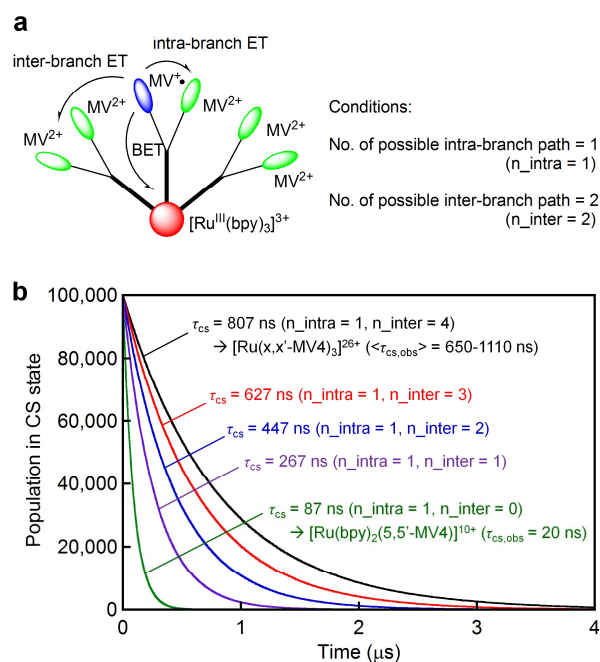 a
intra-branch ET
inter-branch ET
MV⁺•
MV²⁺
MV²⁺
MV²⁺
MV²⁺
MV²⁺
BET
[Ruᴵᴵᴵ(bpy)₃]³⁺
Conditions:
No. of possible intra-branch path = 1
(n_intra = 1)
No. of possible inter-branch path = 2
(n_inter = 2)
b
Population in CS state
100,000
80,000
60,000
40,000
20,000
0
τcs = 807 ns (n_intra = 1, n_inter = 4)
→ [Ru(x,x'-MV4)₃]²⁶⁺ (<τcs,obs> = 650-1110 ns)
τcs = 627 ns (n_intra = 1, n_inter = 3)
τcs = 447 ns (n_intra = 1, n_inter = 2)
τcs = 267 ns (n_intra = 1, n_inter = 1)
τcs = 87 ns (n_intra = 1, n_inter = 0)
→ [Ru(bpy)₂(5,5'-MV4)]¹⁰⁺ (τcs,obs = 20 ns)
0 1 2 3 4
Time (μs)